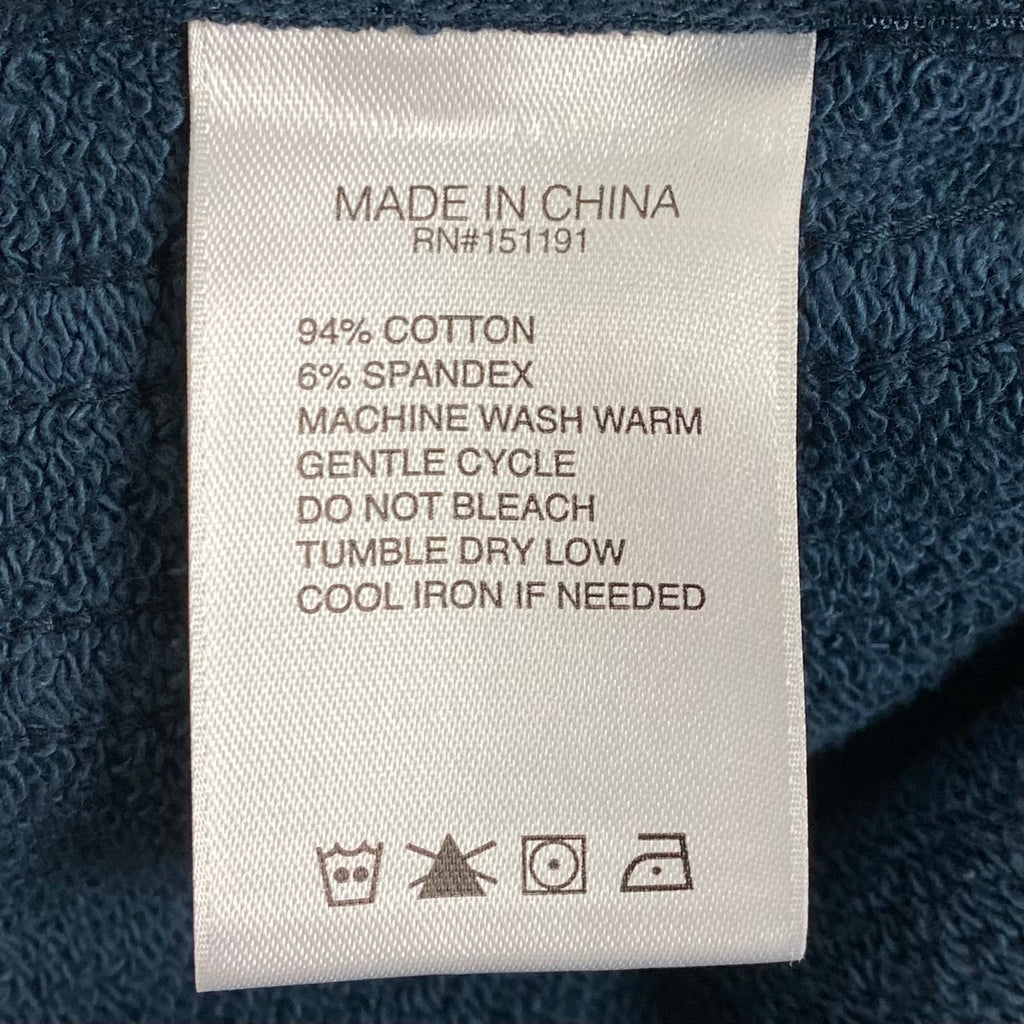 MADE IN CHINA
RN#151191
94% COTTON
6% SPANDEX
MACHINE WASH WARM
GENTLE CYCLE
DO NOT BLEACH
TUMBLE DRY LOW
COOL IRON IF NEEDED